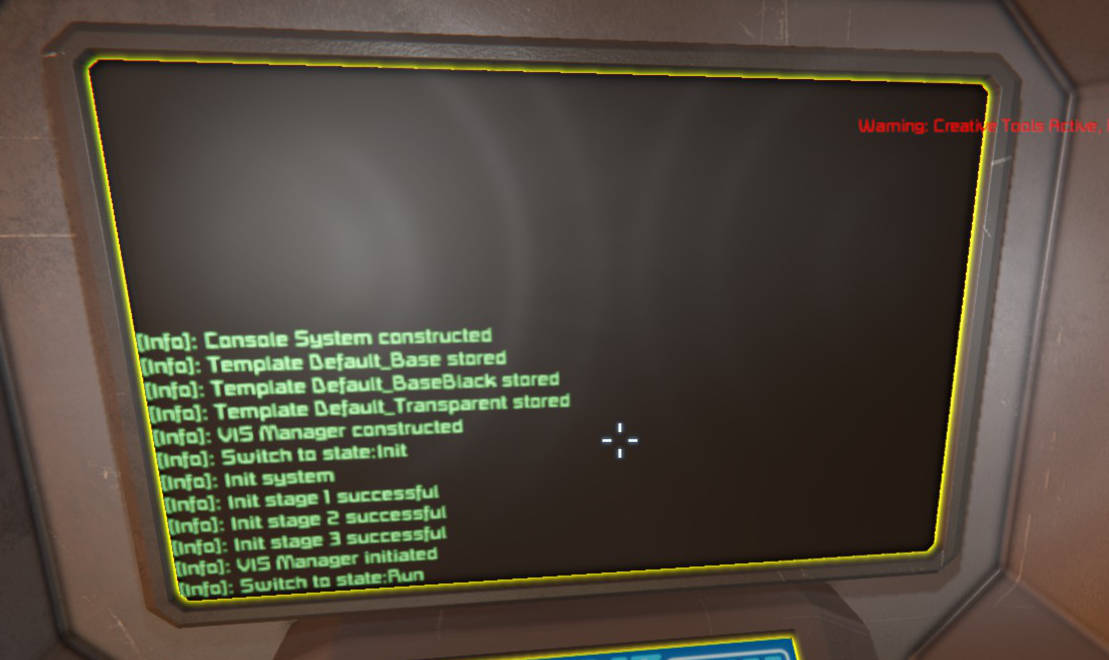 Warning: Creative Tools Active,
[Info]: Console System constructed
[Info]: Template Default_Base stored
[Info]: Template Default_BaseBlack stored
[Info]: Template Default_Transparent stored
[Info]: VIS Manager constructed
[Info]: Switch to state:Init
[Info]: Init system
[Info]: Init stage 1 successful
[Info]: Init stage 2 successful
[Info]: Init stage 3 successful
[Info]: VIS Manager initiated
[Info]: Switch to state:Run